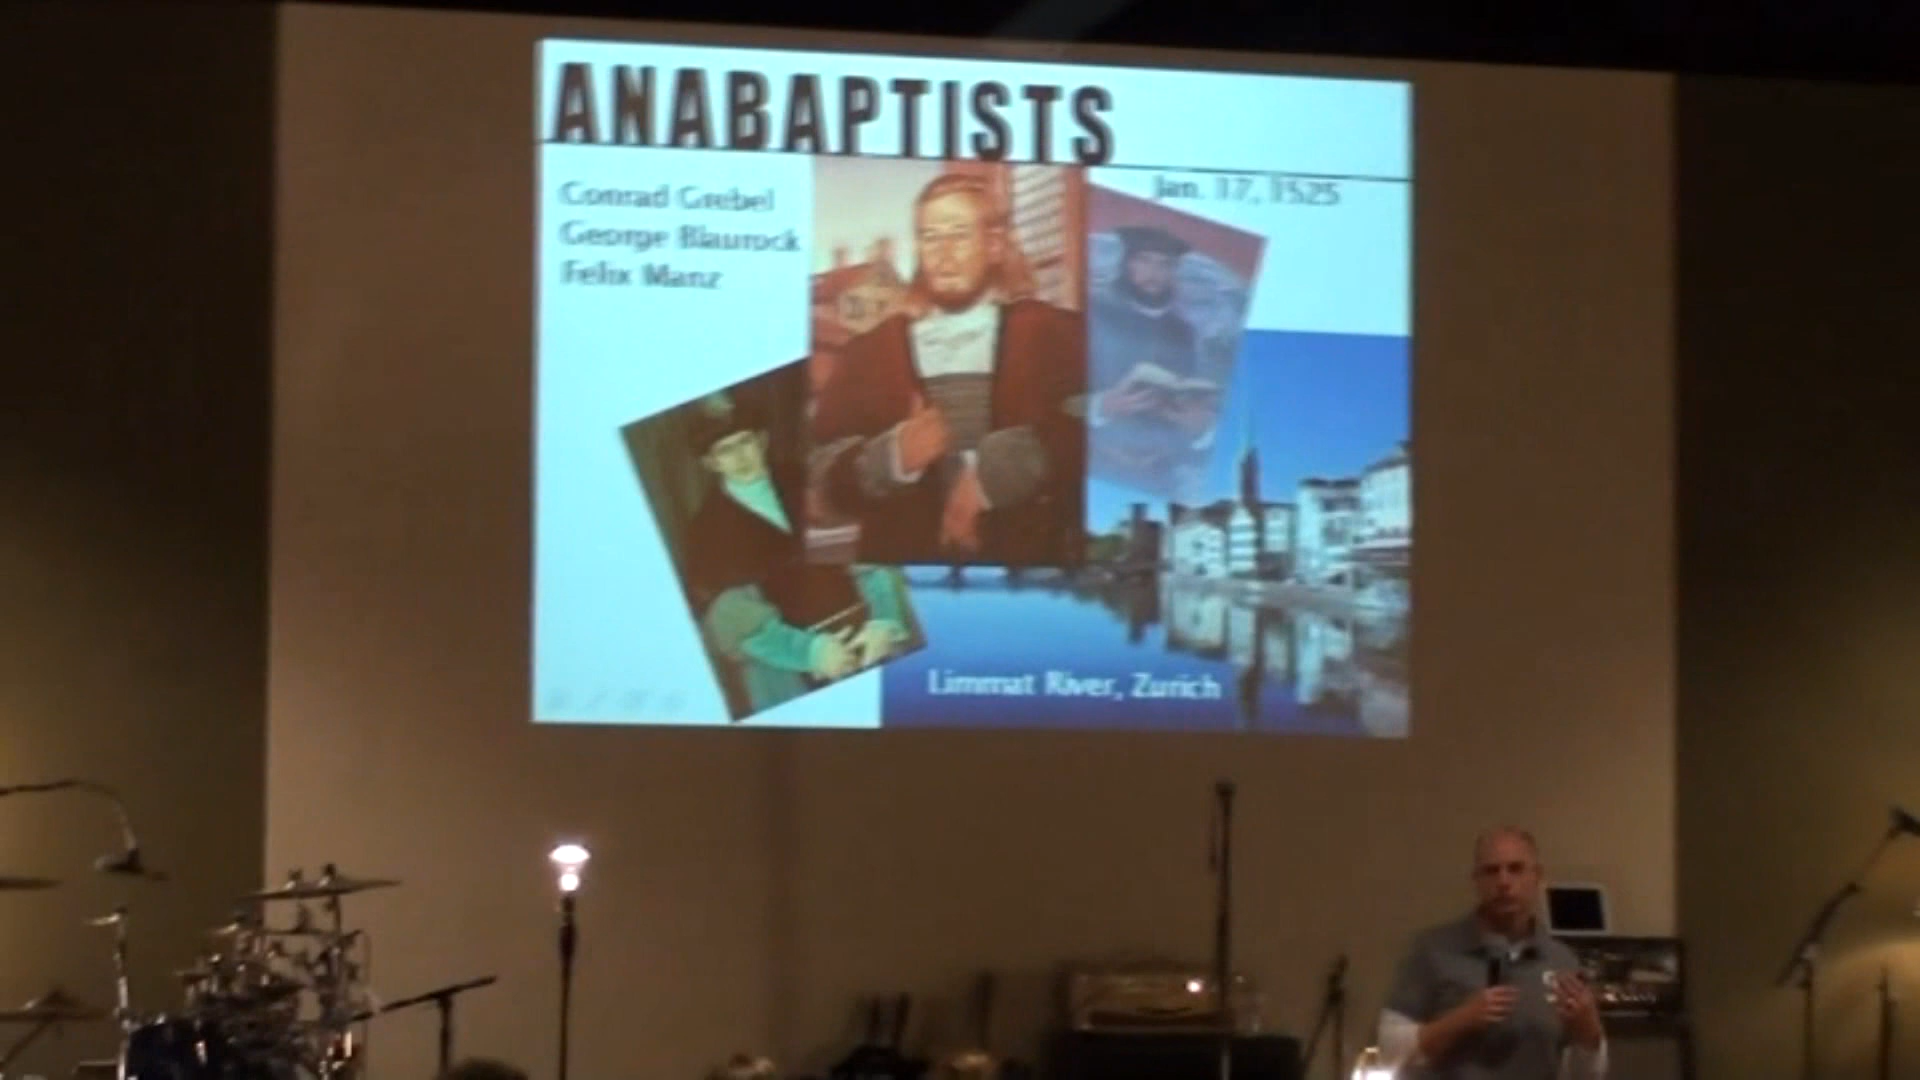 ANABAPTISTS
Conrad Grebel
George Blaurock
Felix Manz
Jan. 17, 1525
Limmat River, Zurich